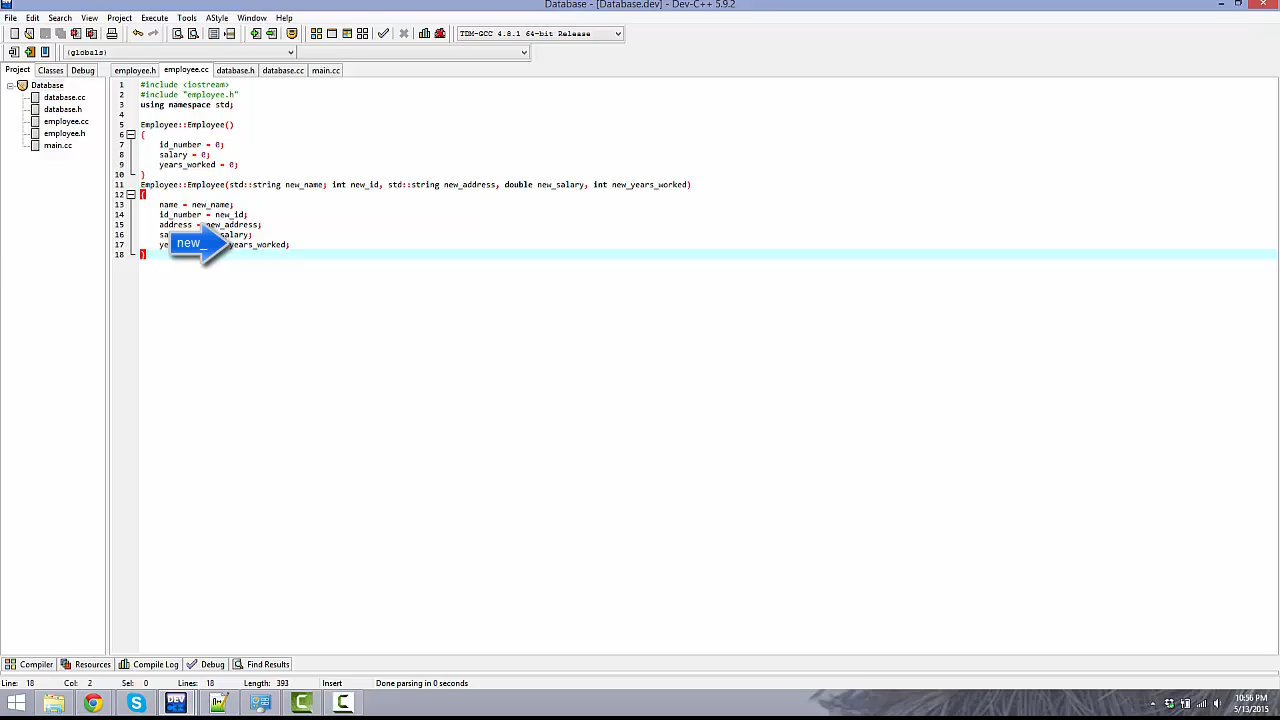 Database - [Database.dev] - Dev-C++ 5.9.2
File Edit Search View Project Execute Tools AStyle Window Help
TDM-GCC 4.8.1 64-bit Release
(globals)
Project Classes Debug
employee.h employee.cc database.h database.cc main.cc
Database
database.cc
database.h
employee.cc
employee.h
main.cc
1 #include <iostream>
2 #include "employee.h"
3 using namespace std;
4
5 Employee::Employee()
6 {
7 id_number = 0;
8 salary = 0;
9 years_worked = 0;
10 }
11 Employee::Employee(std::string new_name; int new_id, std::string new_address, double new_salary, int new_years_worked)
12 {
13 name = new_name;
14 id_number = new_id;
15 address = new_address;
16 sa salary;
17 ye new_ years_worked;
18 }
Compiler Resources Compile Log Debug Find Results
Line: 18 Col: 2 Sel: 0 Lines: 18 Length: 393 Insert Done parsing in 0 seconds
DEV
10:56 PM
5/13/2015